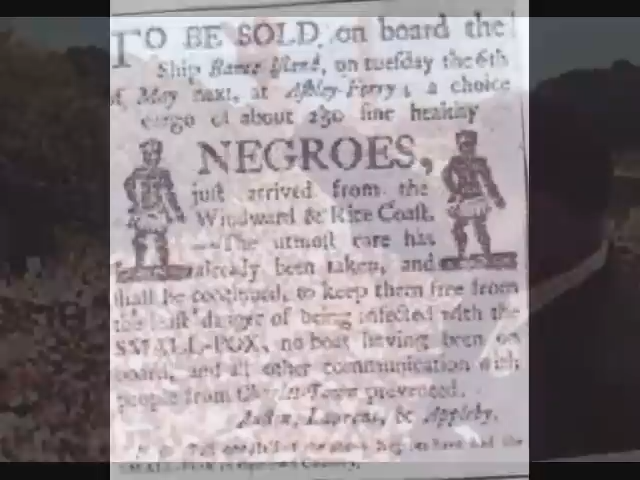 TO BE SOLD, on board the
Ship Bance Island, on tuesday the 6th
of May next, at Ashley-Ferry; a choice
cargo of about 250 fine healthy
NEGROES,
just arrived from the
Windward & Rice Coast.
—The utmost care has
already been taken, and
shall be continued, to keep them free from
the least danger of being infected with the
SMALL-POX, no boat having been on
board, and all other communication with
people from Charles-Town prevented.
Austin, Laurens, & Appleby.